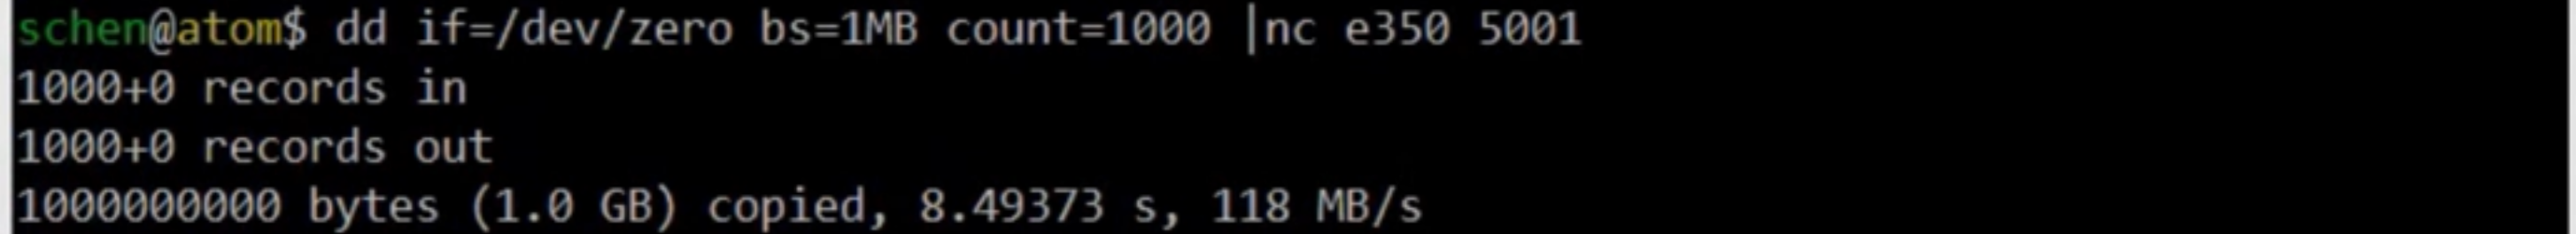 schen@atom$ dd if=/dev/zero bs=1MB count=1000 |nc e350 5001
1000+0 records in
1000+0 records out
1000000000 bytes (1.0 GB) copied, 8.49373 s, 118 MB/s